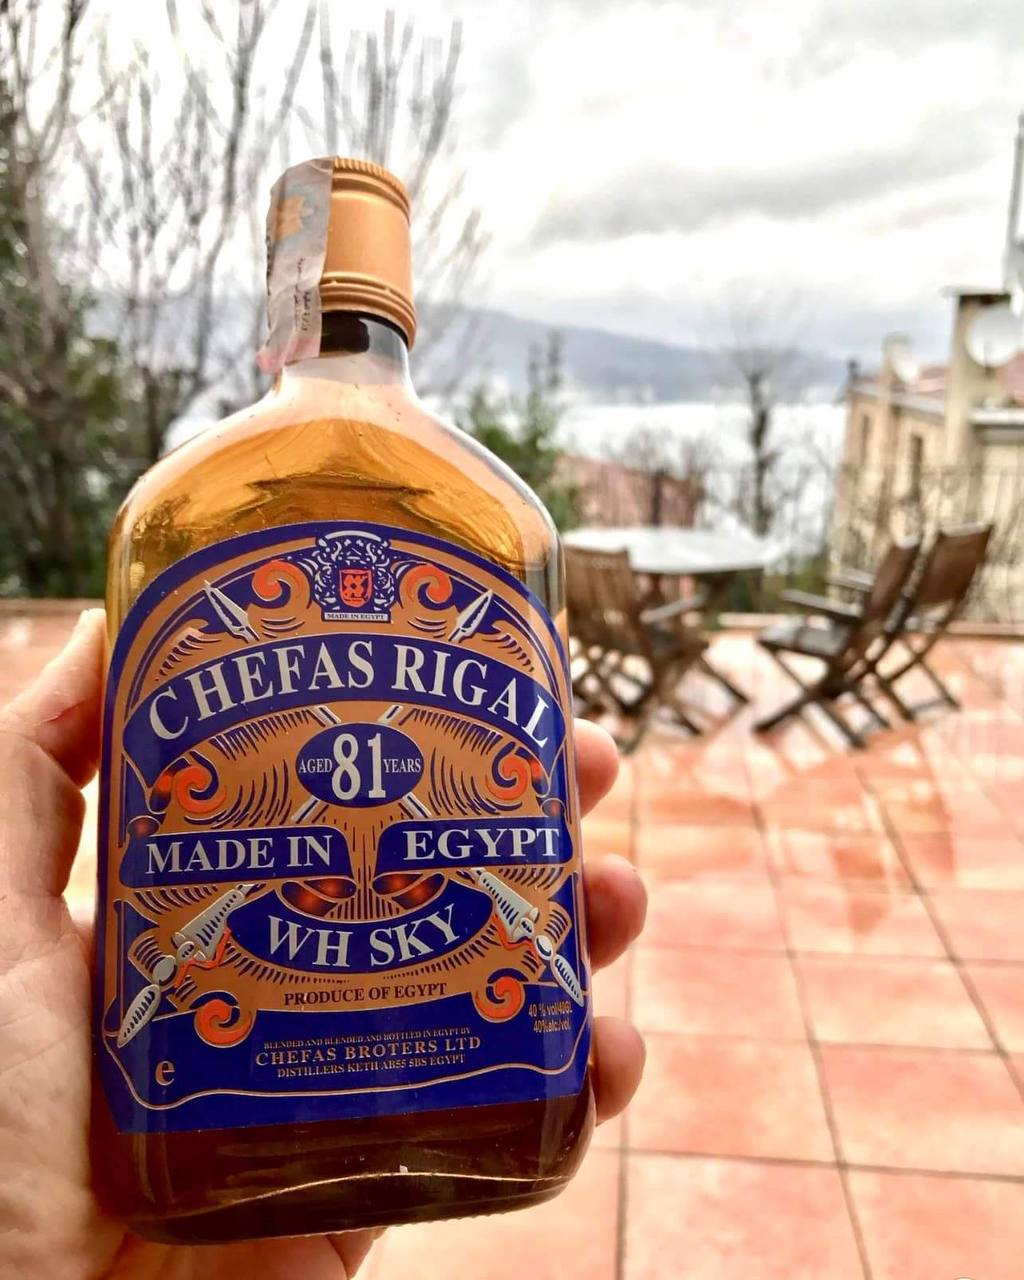 MADE IN EGYPT
CHEFAS RIGAL
AGED 81 YEARS
MADE IN EGYPT
WH SKY
PRODUCE OF EGYPT
40 % vol/40GL
40%alc./vol.
BLENDED AND BLENDED AND BOTTLED IN EGYPT BY
CHEFAS BROTERS LTD
DISTILLERS KETH AB55 5BS EGYPT
e